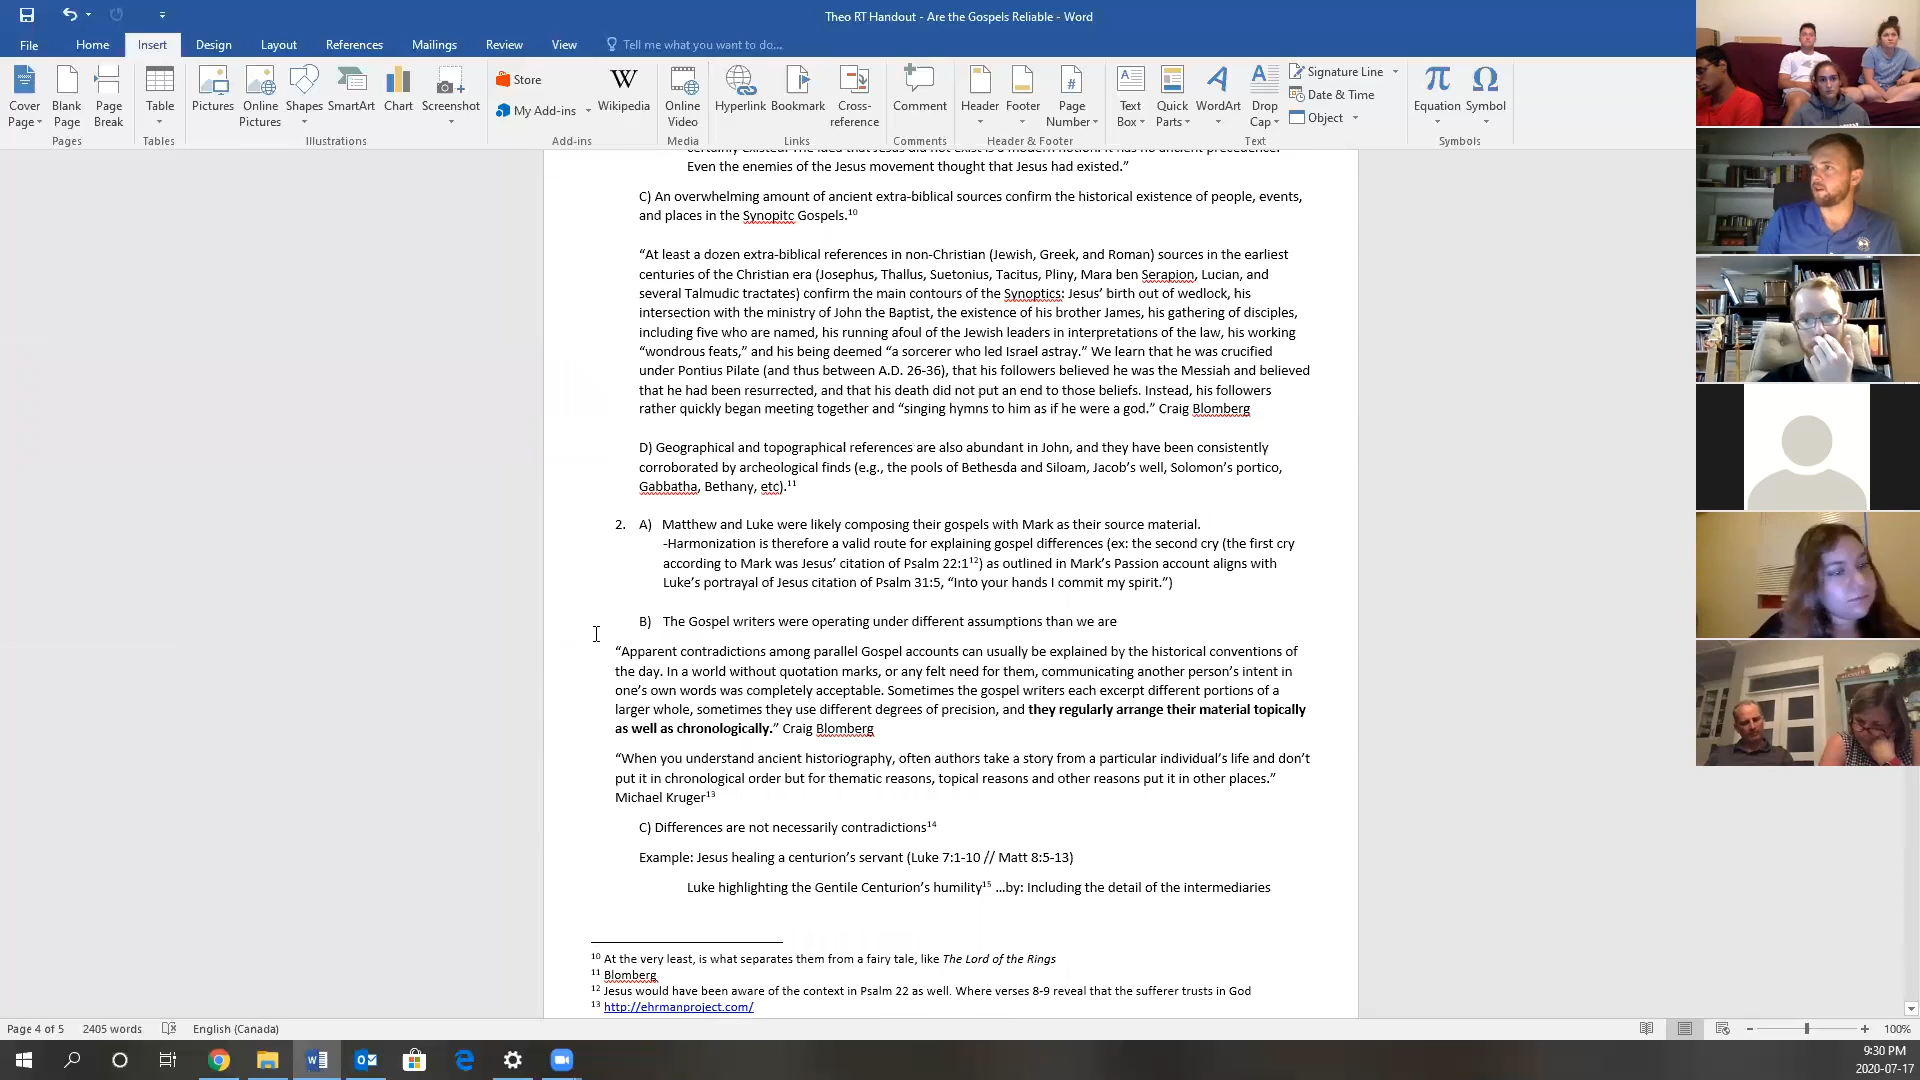 Theo RT Handout - Are the Gospels Reliable - Word
File Home Insert Design Layout References Mailings Review View Tell me what you want to do...
Cover Page
Blank Page
Page Break
Table
Pictures
Online Pictures
Shapes
SmartArt
Chart
Screenshot
Store
My Add-ins
Wikipedia
Online Video
Hyperlink
Bookmark
Cross-reference
Comment
Header
Footer
Page Number
Text Box
Quick Parts
WordArt
Drop Cap
Signature Line
Date & Time
Object
Equation
Symbol
Pages Tables Illustrations Add-ins Media Links Comments Header & Footer Text Symbols
certainly existed. The idea that Jesus did not exist is a modern notion. It has no ancient precedence.
Even the enemies of the Jesus movement thought that Jesus had existed.”
C) An overwhelming amount of ancient extra-biblical sources confirm the historical existence of people, events,
and places in the Synopitc Gospels.10
“At least a dozen extra-biblical references in non-Christian (Jewish, Greek, and Roman) sources in the earliest
centuries of the Christian era (Josephus, Thallus, Suetonius, Tacitus, Pliny, Mara ben Serapion, Lucian, and
several Talmudic tractates) confirm the main contours of the Synoptics: Jesus’ birth out of wedlock, his
intersection with the ministry of John the Baptist, the existence of his brother James, his gathering of disciples,
including five who are named, his running afoul of the Jewish leaders in interpretations of the law, his working
“wondrous feats,” and his being deemed “a sorcerer who led Israel astray.” We learn that he was crucified
under Pontius Pilate (and thus between A.D. 26-36), that his followers believed he was the Messiah and believed
that he had been resurrected, and that his death did not put an end to those beliefs. Instead, his followers
rather quickly began meeting together and “singing hymns to him as if he were a god.” Craig Blomberg
D) Geographical and topographical references are also abundant in John, and they have been consistently
corroborated by archeological finds (e.g., the pools of Bethesda and Siloam, Jacob’s well, Solomon’s portico,
Gabbatha, Bethany, etc).11
2. A) Matthew and Luke were likely composing their gospels with Mark as their source material.
-Harmonization is therefore a valid route for explaining gospel differences (ex: the second cry (the first cry
according to Mark was Jesus’ citation of Psalm 22:112) as outlined in Mark’s Passion account aligns with
Luke’s portrayal of Jesus citation of Psalm 31:5, “Into your hands I commit my spirit.”)
B) The Gospel writers were operating under different assumptions than we are
“Apparent contradictions among parallel Gospel accounts can usually be explained by the historical conventions of
the day. In a world without quotation marks, or any felt need for them, communicating another person’s intent in
one’s own words was completely acceptable. Sometimes the gospel writers each excerpt different portions of a
larger whole, sometimes they use different degrees of precision, and they regularly arrange their material topically
as well as chronologically.” Craig Blomberg
“When you understand ancient historiography, often authors take a story from a particular individual’s life and don’t
put it in chronological order but for thematic reasons, topical reasons and other reasons put it in other places.”
Michael Kruger13
C) Differences are not necessarily contradictions14
Example: Jesus healing a centurion’s servant (Luke 7:1-10 // Matt 8:5-13)
Luke highlighting the Gentile Centurion’s humility15 …by: Including the detail of the intermediaries
10 At the very least, is what separates them from a fairy tale, like The Lord of the Rings
11 Blomberg
12 Jesus would have been aware of the context in Psalm 22 as well. Where verses 8-9 reveal that the sufferer trusts in God
13 http://ehrmanproject.com/
Page 4 of 5 2405 words English (Canada) 100%
9:30 PM
2020-07-17